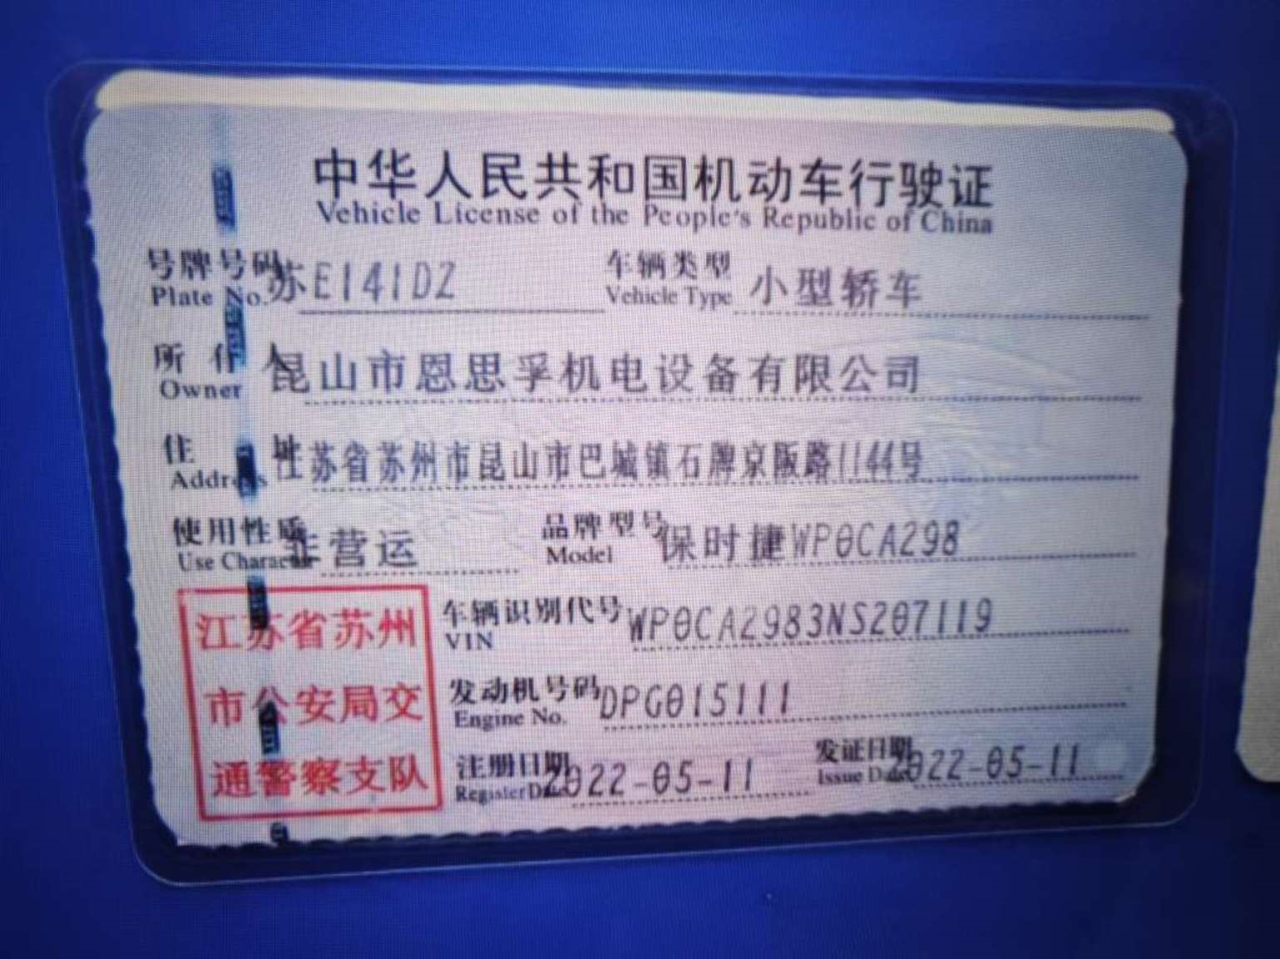 中华人民共和国机动车行驶证
Vehicle License of the People's Republic of China
号牌号码 苏E141DZ 车辆类型 小型轿车
Plate No. Vehicle Type
所有人 昆山市恩思孚机电设备有限公司
Owner
住址 江苏省苏州市昆山市巴城镇石牌京阪路1144号
Address
使用性质 非营运 品牌型号 保时捷WP0CA298
Use Character Model
江苏省苏州
市公安局交
通警察支队
车辆识别代号 WP0CA2983NS207119
VIN
发动机号码 DPG015111
Engine No.
注册日期 2022-05-11 发证日期 2022-05-11
Register Date Issue Date